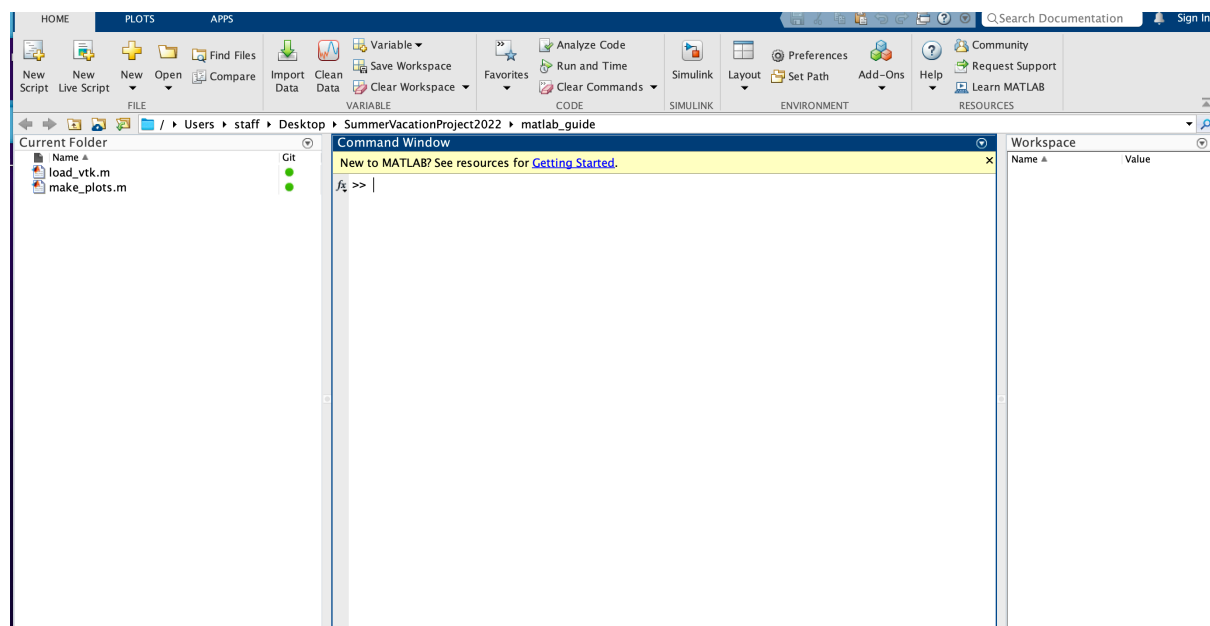 HOME PLOTS APPS
Search Documentation Sign In
New Script
New Live Script
New
Open
Find Files
Compare
FILE
Import Data
Clean Data
Variable
Save Workspace
Clear Workspace
VARIABLE
Favorites
Analyze Code
Run and Time
Clear Commands
CODE
Simulink
SIMULINK
Layout
Preferences
Set Path
Add-Ons
ENVIRONMENT
Help
Community
Request Support
Learn MATLAB
RESOURCES
/ Users staff Desktop SummerVacationProject2022 matlab_guide
Current Folder
Name Git
load_vtk.m
make_plots.m
Command Window
New to MATLAB? See resources for Getting Started.
fx >>
Workspace
Name Value